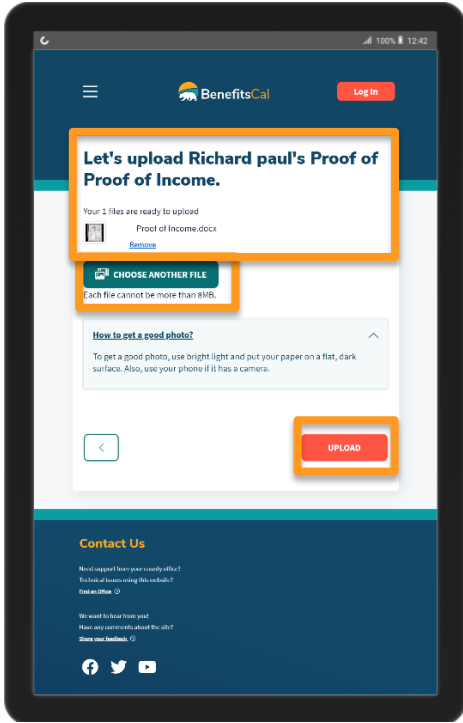 100% 12:42
BenefitsCal
Log In
Let's upload Richard paul's Proof of
Proof of Income.
Your 1 files are ready to upload
Proof of Income.docx
Remove
CHOOSE ANOTHER FILE
Each file cannot be more than 8MB.
How to get a good photo?
To get a good photo, use bright light and put your paper on a flat, dark
surface. Also, use your phone if it has a camera.
UPLOAD
Contact Us
Need support from your county office?
Technical issues using this website?
Find an Office
We want to hear from you!
Have any comments about the site?
Share your feedback